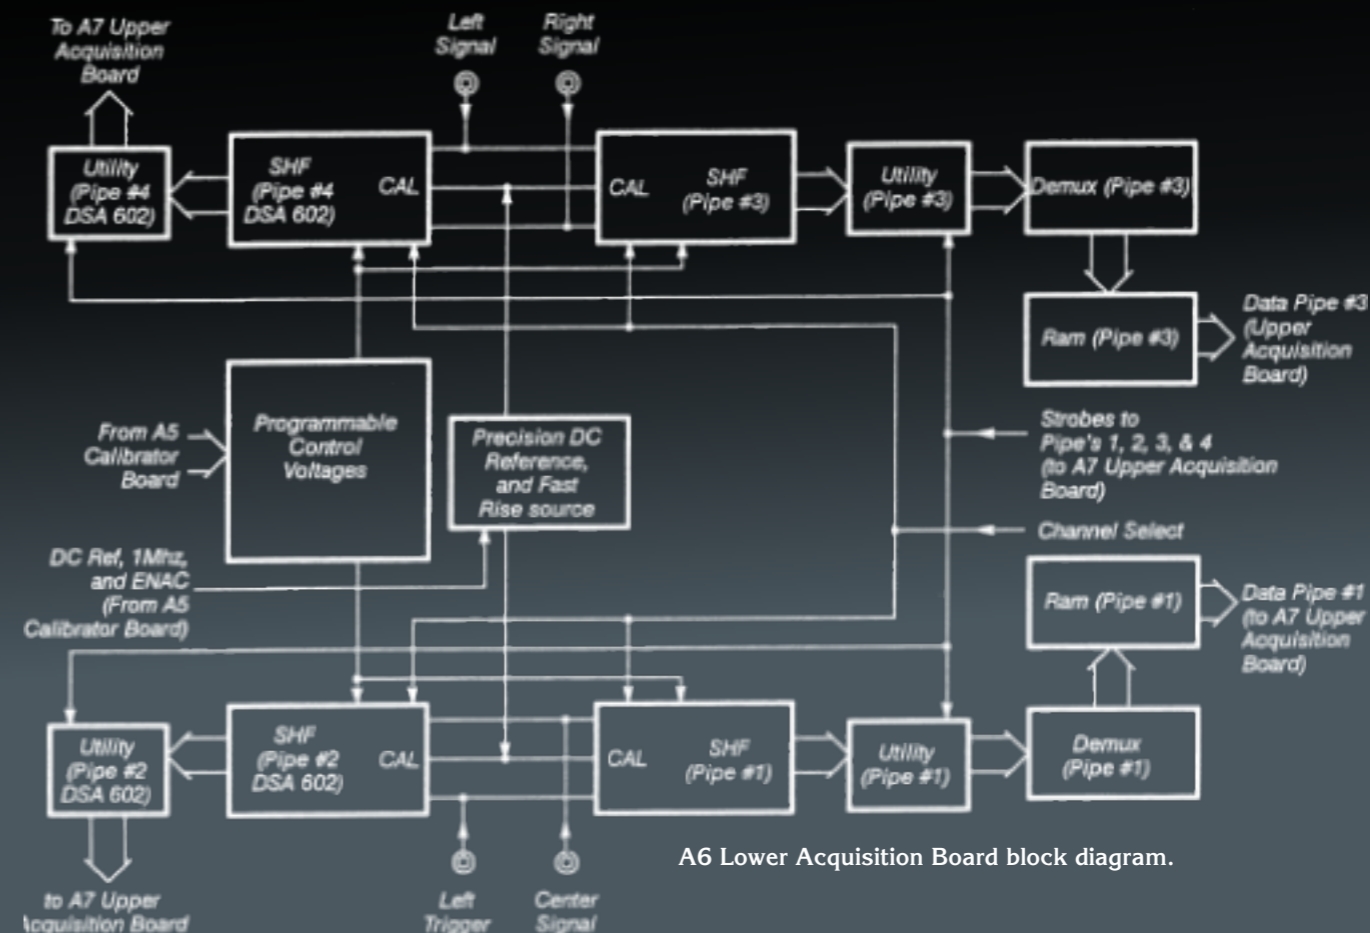 To A7 Upper
Acquisition
Board
Left
Signal
Right
Signal
Utility
(Pipe #4
DSA 602)
SHF
(Pipe #4
DSA 602)
CAL
CAL
SHF
(Pipe #3)
Utility
(Pipe #3)
Demux (Pipe #3)
Ram (Pipe #3)
Data Pipe #3
(Upper
Acquisition
Board)
From A5
Calibrator
Board
Programmable
Control
Voltages
Precision DC
Reference,
and Fast
Rise source
Strobes to
Pipe's 1, 2, 3, & 4
(to A7 Upper Acquisition
Board)
Channel Select
DC Ref, 1Mhz,
and ENAC
(From A5
Calibrator Board)
Ram (Pipe #1)
Data Pipe #1
(to A7 Upper
Acquisition
Board)
Utility
(Pipe #2
DSA 602)
SHF
(Pipe #2
DSA 602)
CAL
CAL
SHF
(Pipe #1)
Utility
(Pipe #1)
Demux
(Pipe #1)
to A7 Upper
Acquisition Board
Left
Trigger
Center
Signal
A6 Lower Acquisition Board block diagram.